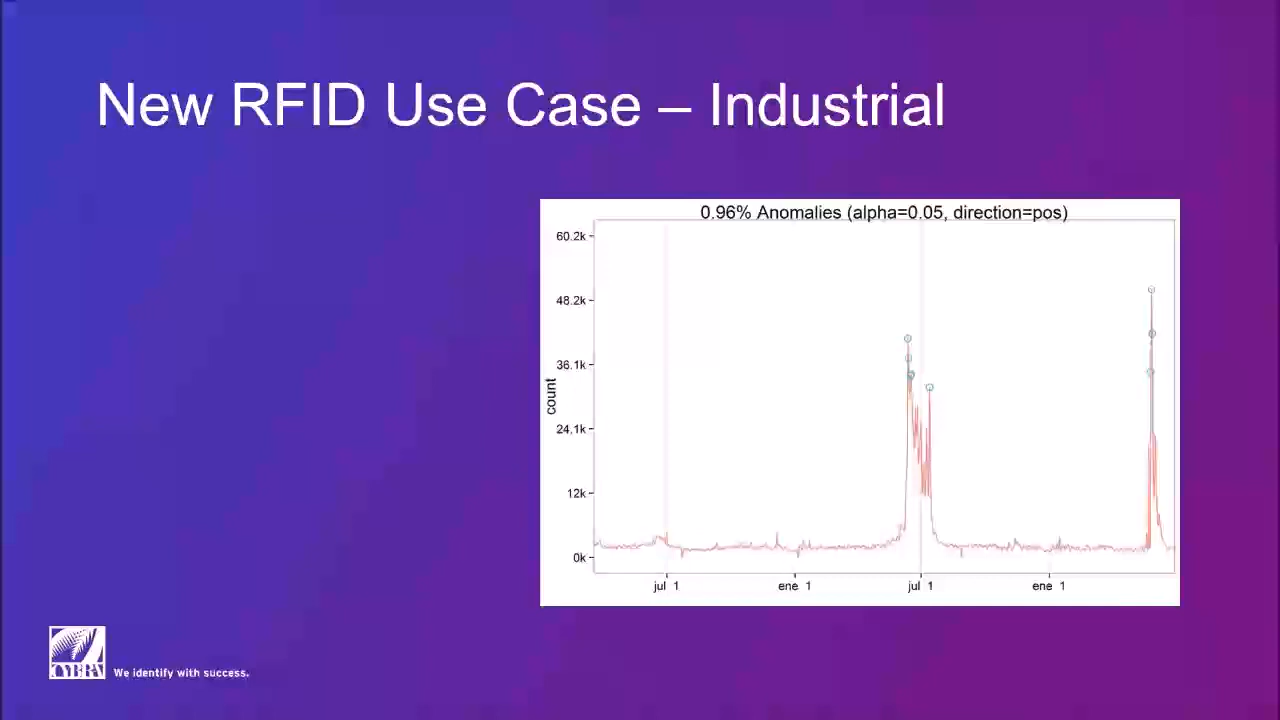 New RFID Use Case – Industrial
0.96% Anomalies (alpha=0.05, direction=pos)
60.2k
48.2k
36.1k
24.1k
12k
0k
count
jul 1
ene 1
jul 1
ene 1
CYBRA
We identify with success.